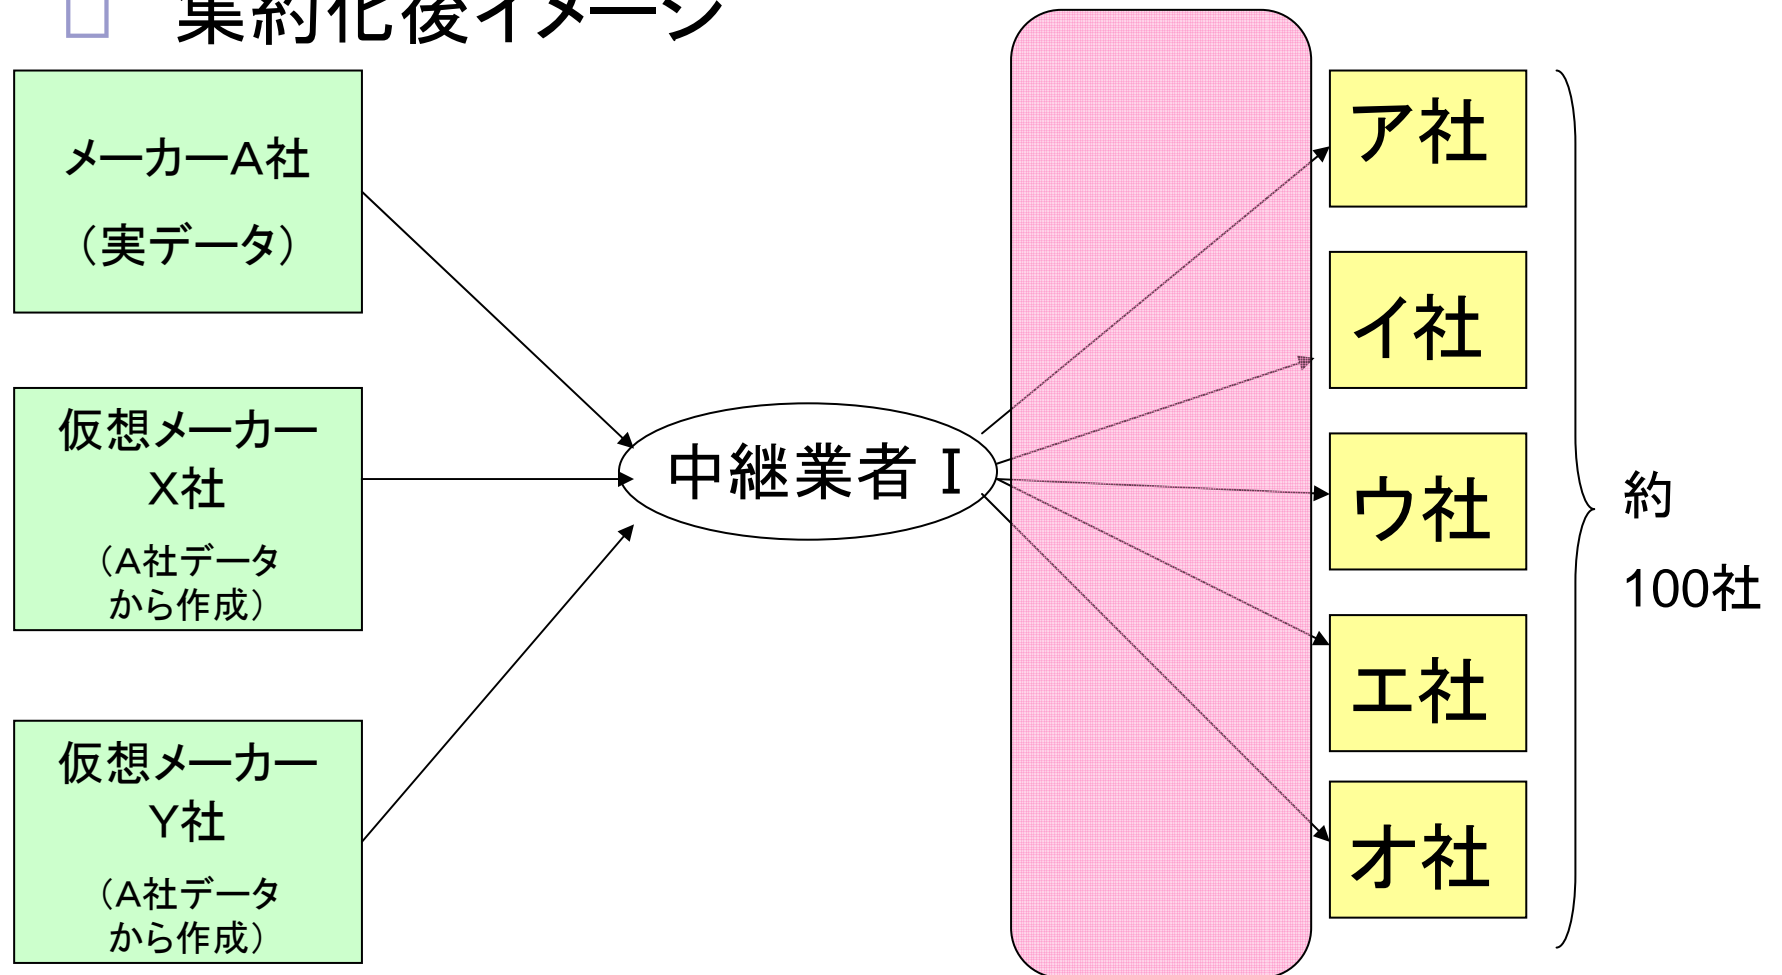 集約化後イメージ
メーカーA社
(実データ)
仮想メーカー
X社
(A社データ
から作成)
仮想メーカー
Y社
(A社データ
から作成)
中継業者Ⅰ
ア社
イ社
ウ社
エ社
オ社
約
100社